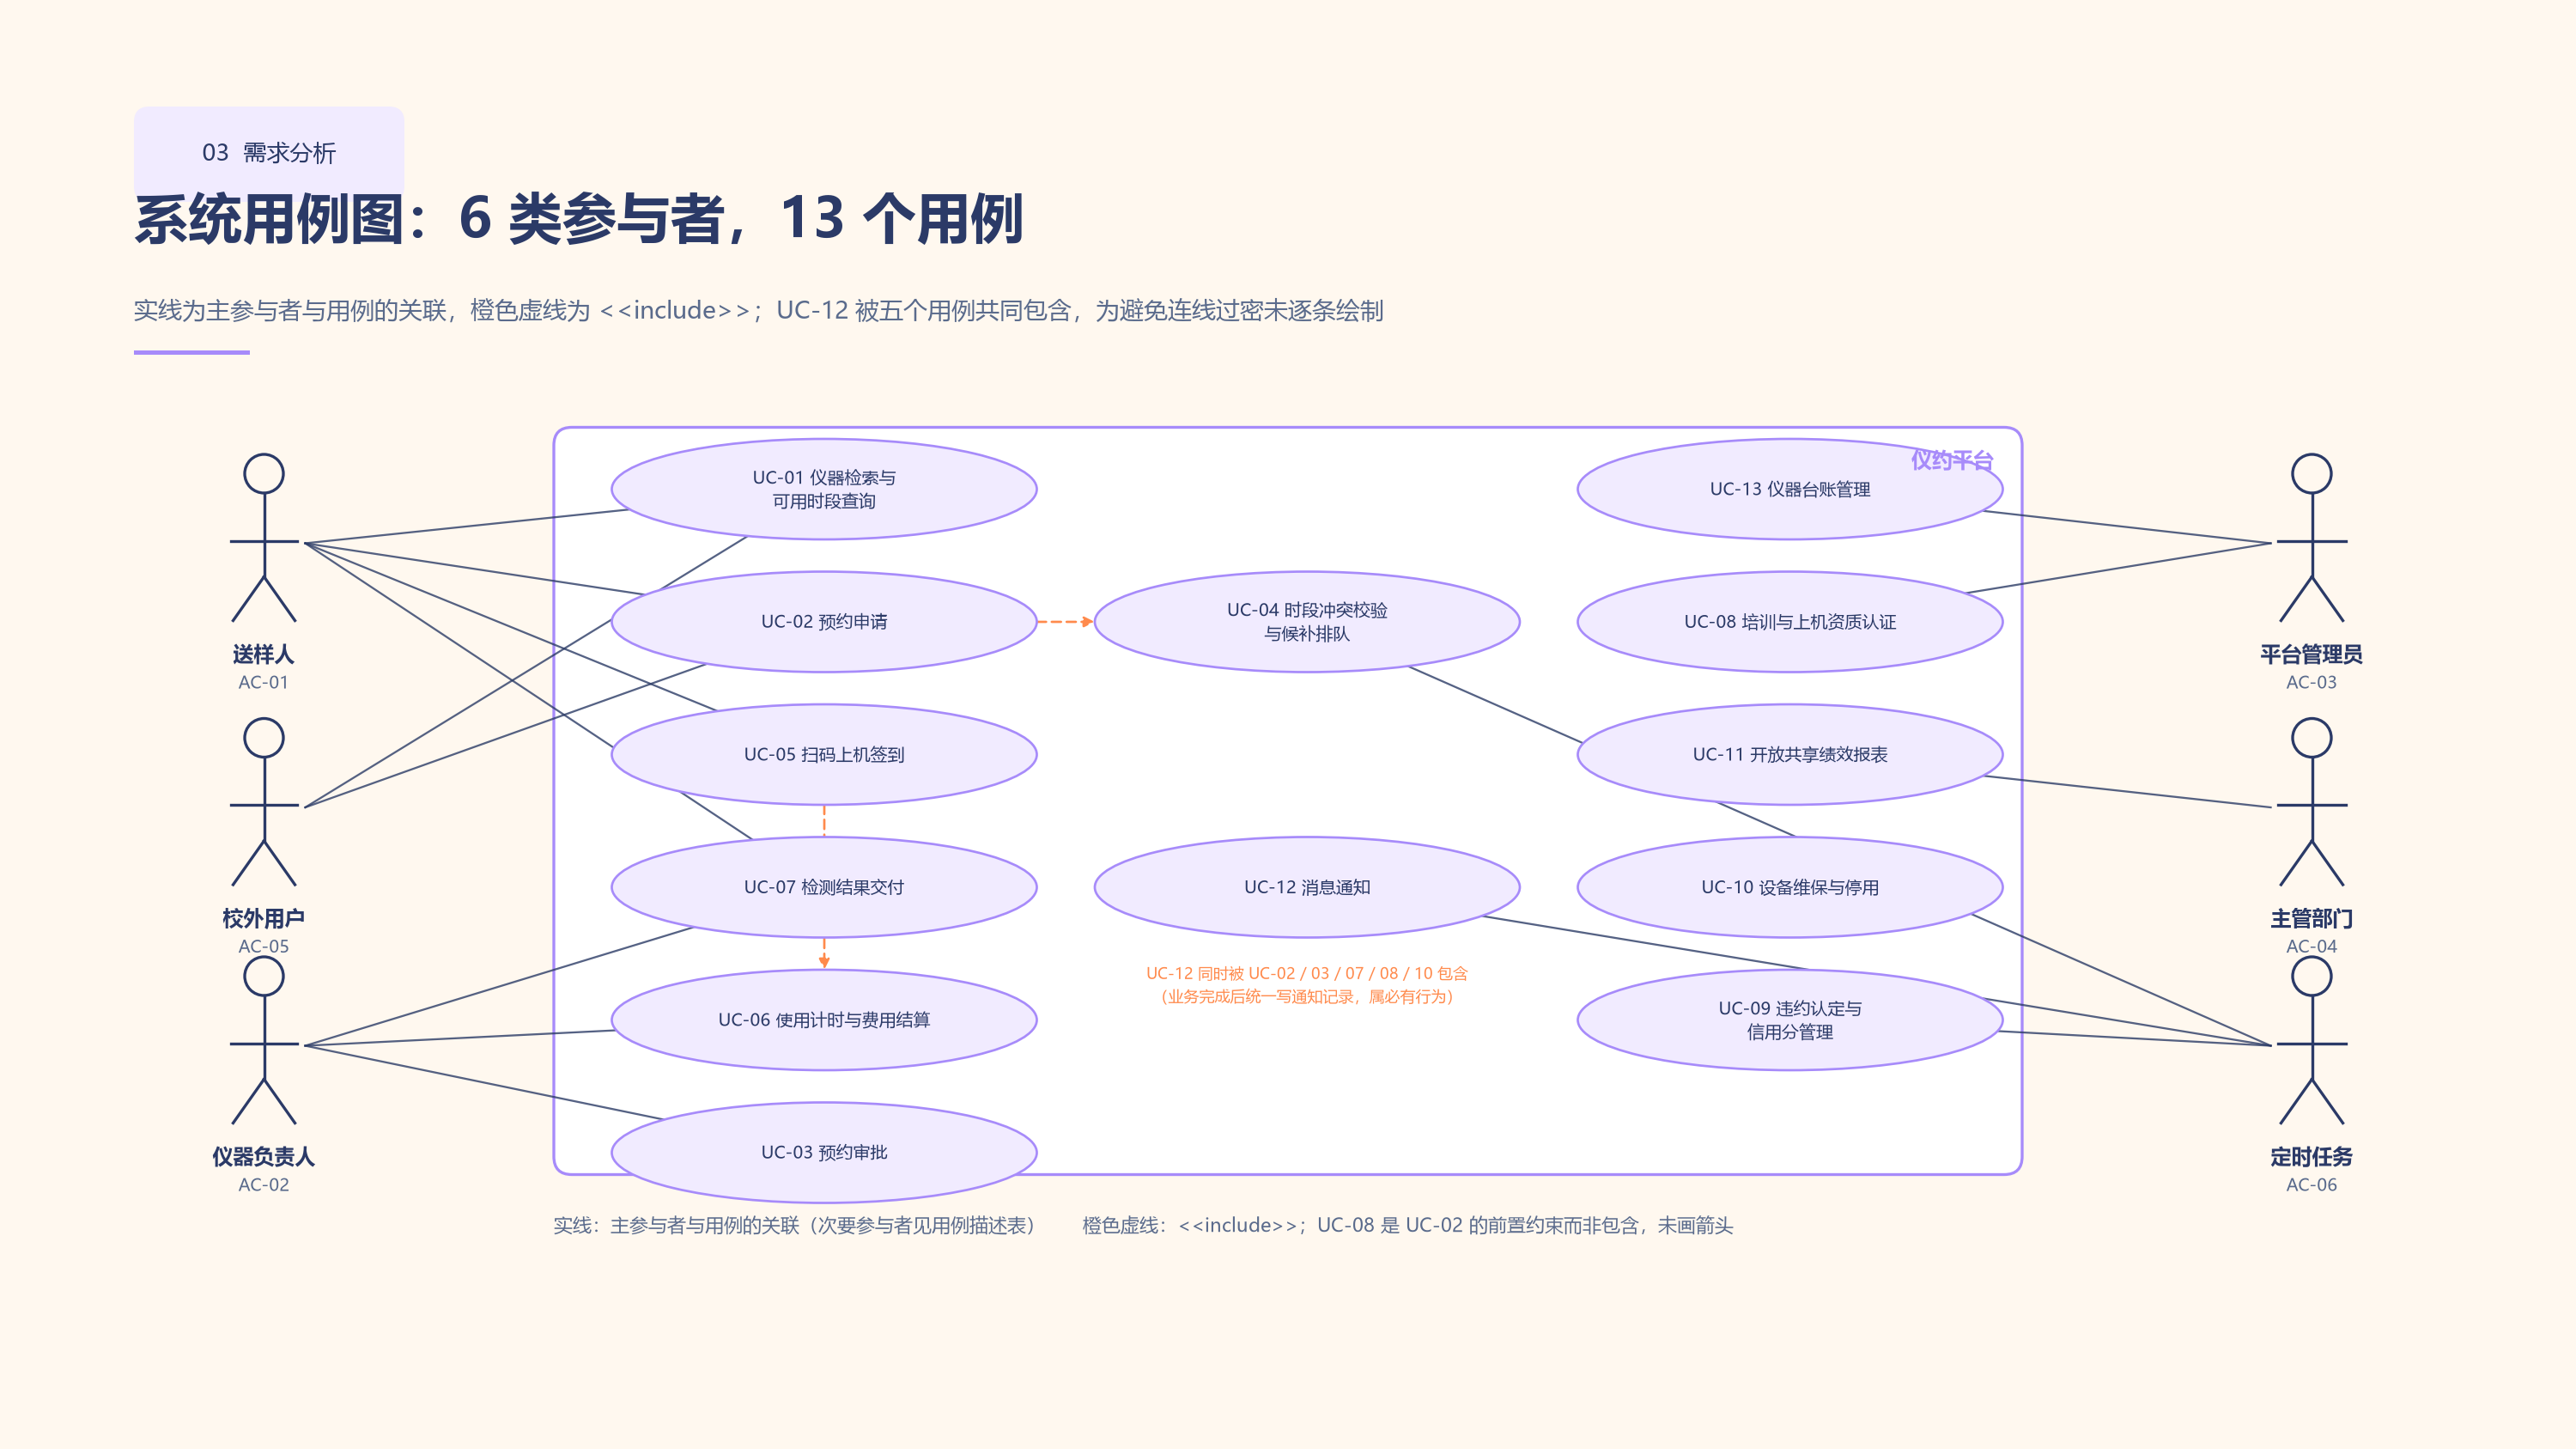 03 需求分析
系统用例图：6 类参与者，13 个用例
实线为主参与者与用例的关联，橙色虚线为 <<include>>；UC-12 被五个用例共同包含，为避免连线过密未逐条绘制
仪约平台
UC-01 仪器检索与
可用时段查询
UC-13 仪器台账管理
UC-02 预约申请
UC-04 时段冲突校验
与候补排队
UC-08 培训与上机资质认证
送样人
AC-01
平台管理员
AC-03
UC-05 扫码上机签到
UC-11 开放共享绩效报表
UC-07 检测结果交付
UC-12 消息通知
UC-10 设备维保与停用
校外用户
AC-05
主管部门
AC-04
UC-12 同时被 UC-02 / 03 / 07 / 08 / 10 包含
（业务完成后统一写通知记录，属必有行为）
UC-06 使用计时与费用结算
UC-09 违约认定与
信用分管理
UC-03 预约审批
仪器负责人
AC-02
定时任务
AC-06
实线：主参与者与用例的关联（次要参与者见用例描述表）
橙色虚线：<<include>>；UC-08 是 UC-02 的前置约束而非包含，未画箭头